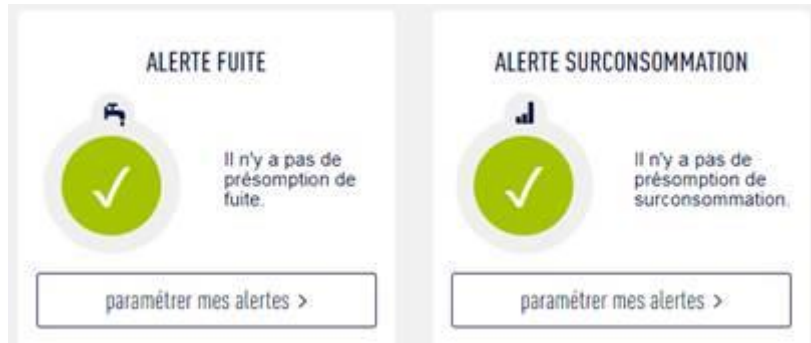 ALERTE FUITE
Il n'y a pas de
présomption de
fuite.
paramétrer mes alertes >
ALERTE SURCONSOMMATION
Il n'y a pas de
présomption de
surconsommation.
paramétrer mes alertes >